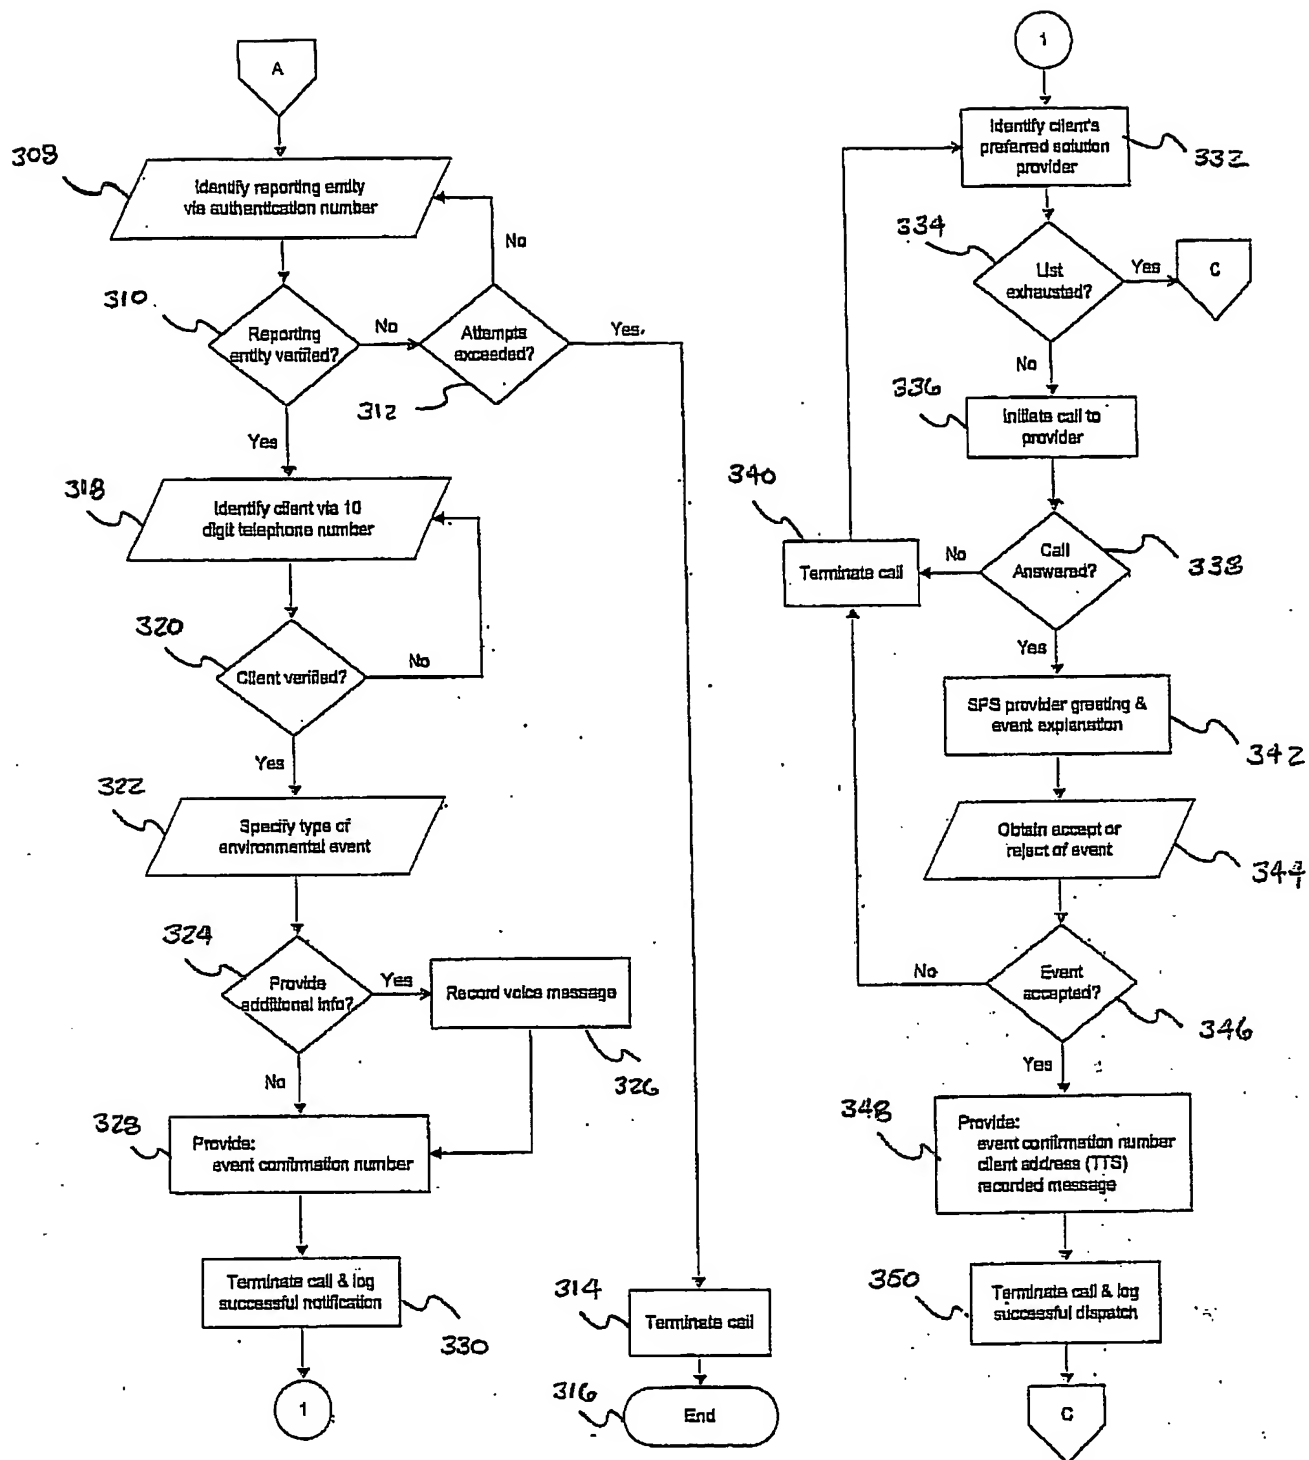 A
308
Identify reporting entity
via authentication number
No
310
Reporting
entity verified?
No
Attempts
exceeded?
Yes.
312
Yes
318
Identify client via 10
digit telephone number
320
Client verified?
No
Yes
322
Specify type of
environmental event
324
Provide
additional info?
Yes
Record voice message
326
No
328
Provide:
event confirmation number
Terminate call & log
successful notification
330
1
314
Terminate call
316
End
1
Identify client's
preferred solution
provider
332
334
List
exhausted?
Yes
C
No
336
Initiate call to
provider
340
Terminate call
No
Call
Answered?
338
Yes
SPS provider greeting &
event explanation
342
Obtain accept or
reject of event
344
No
Event
accepted?
346
Yes
348
Provide:
event confirmation number
client address (TTS)
recorded message
350
Terminate call & log
successful dispatch
C